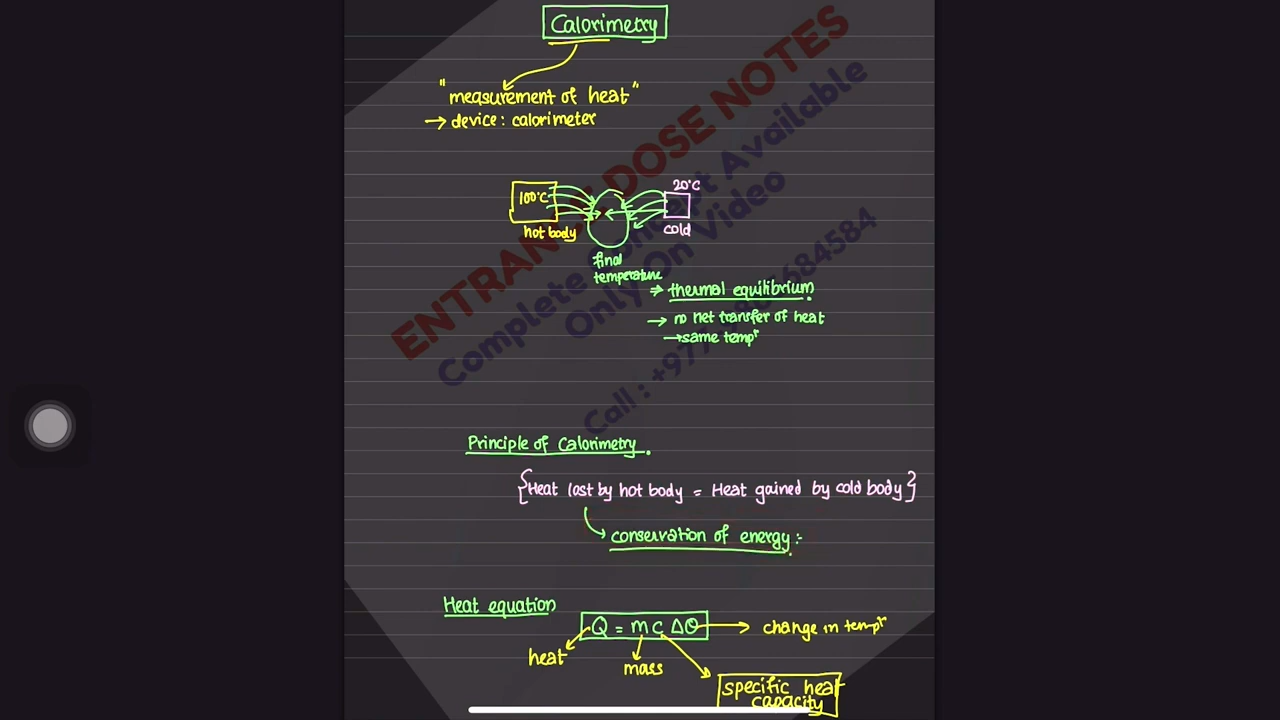 Calorimetry
"measurement of heat"
→ device: calorimeter
100°C
20°C
hot body
cold
final
temperature
⇒ thermal equilibrium
→ no net transfer of heat
→ same tempr
ENTRANCE DOSE NOTES
Complete Concept Available
Only On Video
Principle of Calorimetry.
{Heat lost by hot body = Heat gained by cold body}
conservation of energy:-
Heat equation
Q = m c Δθ
change in tempr
heat
mass
specific heat
capacity